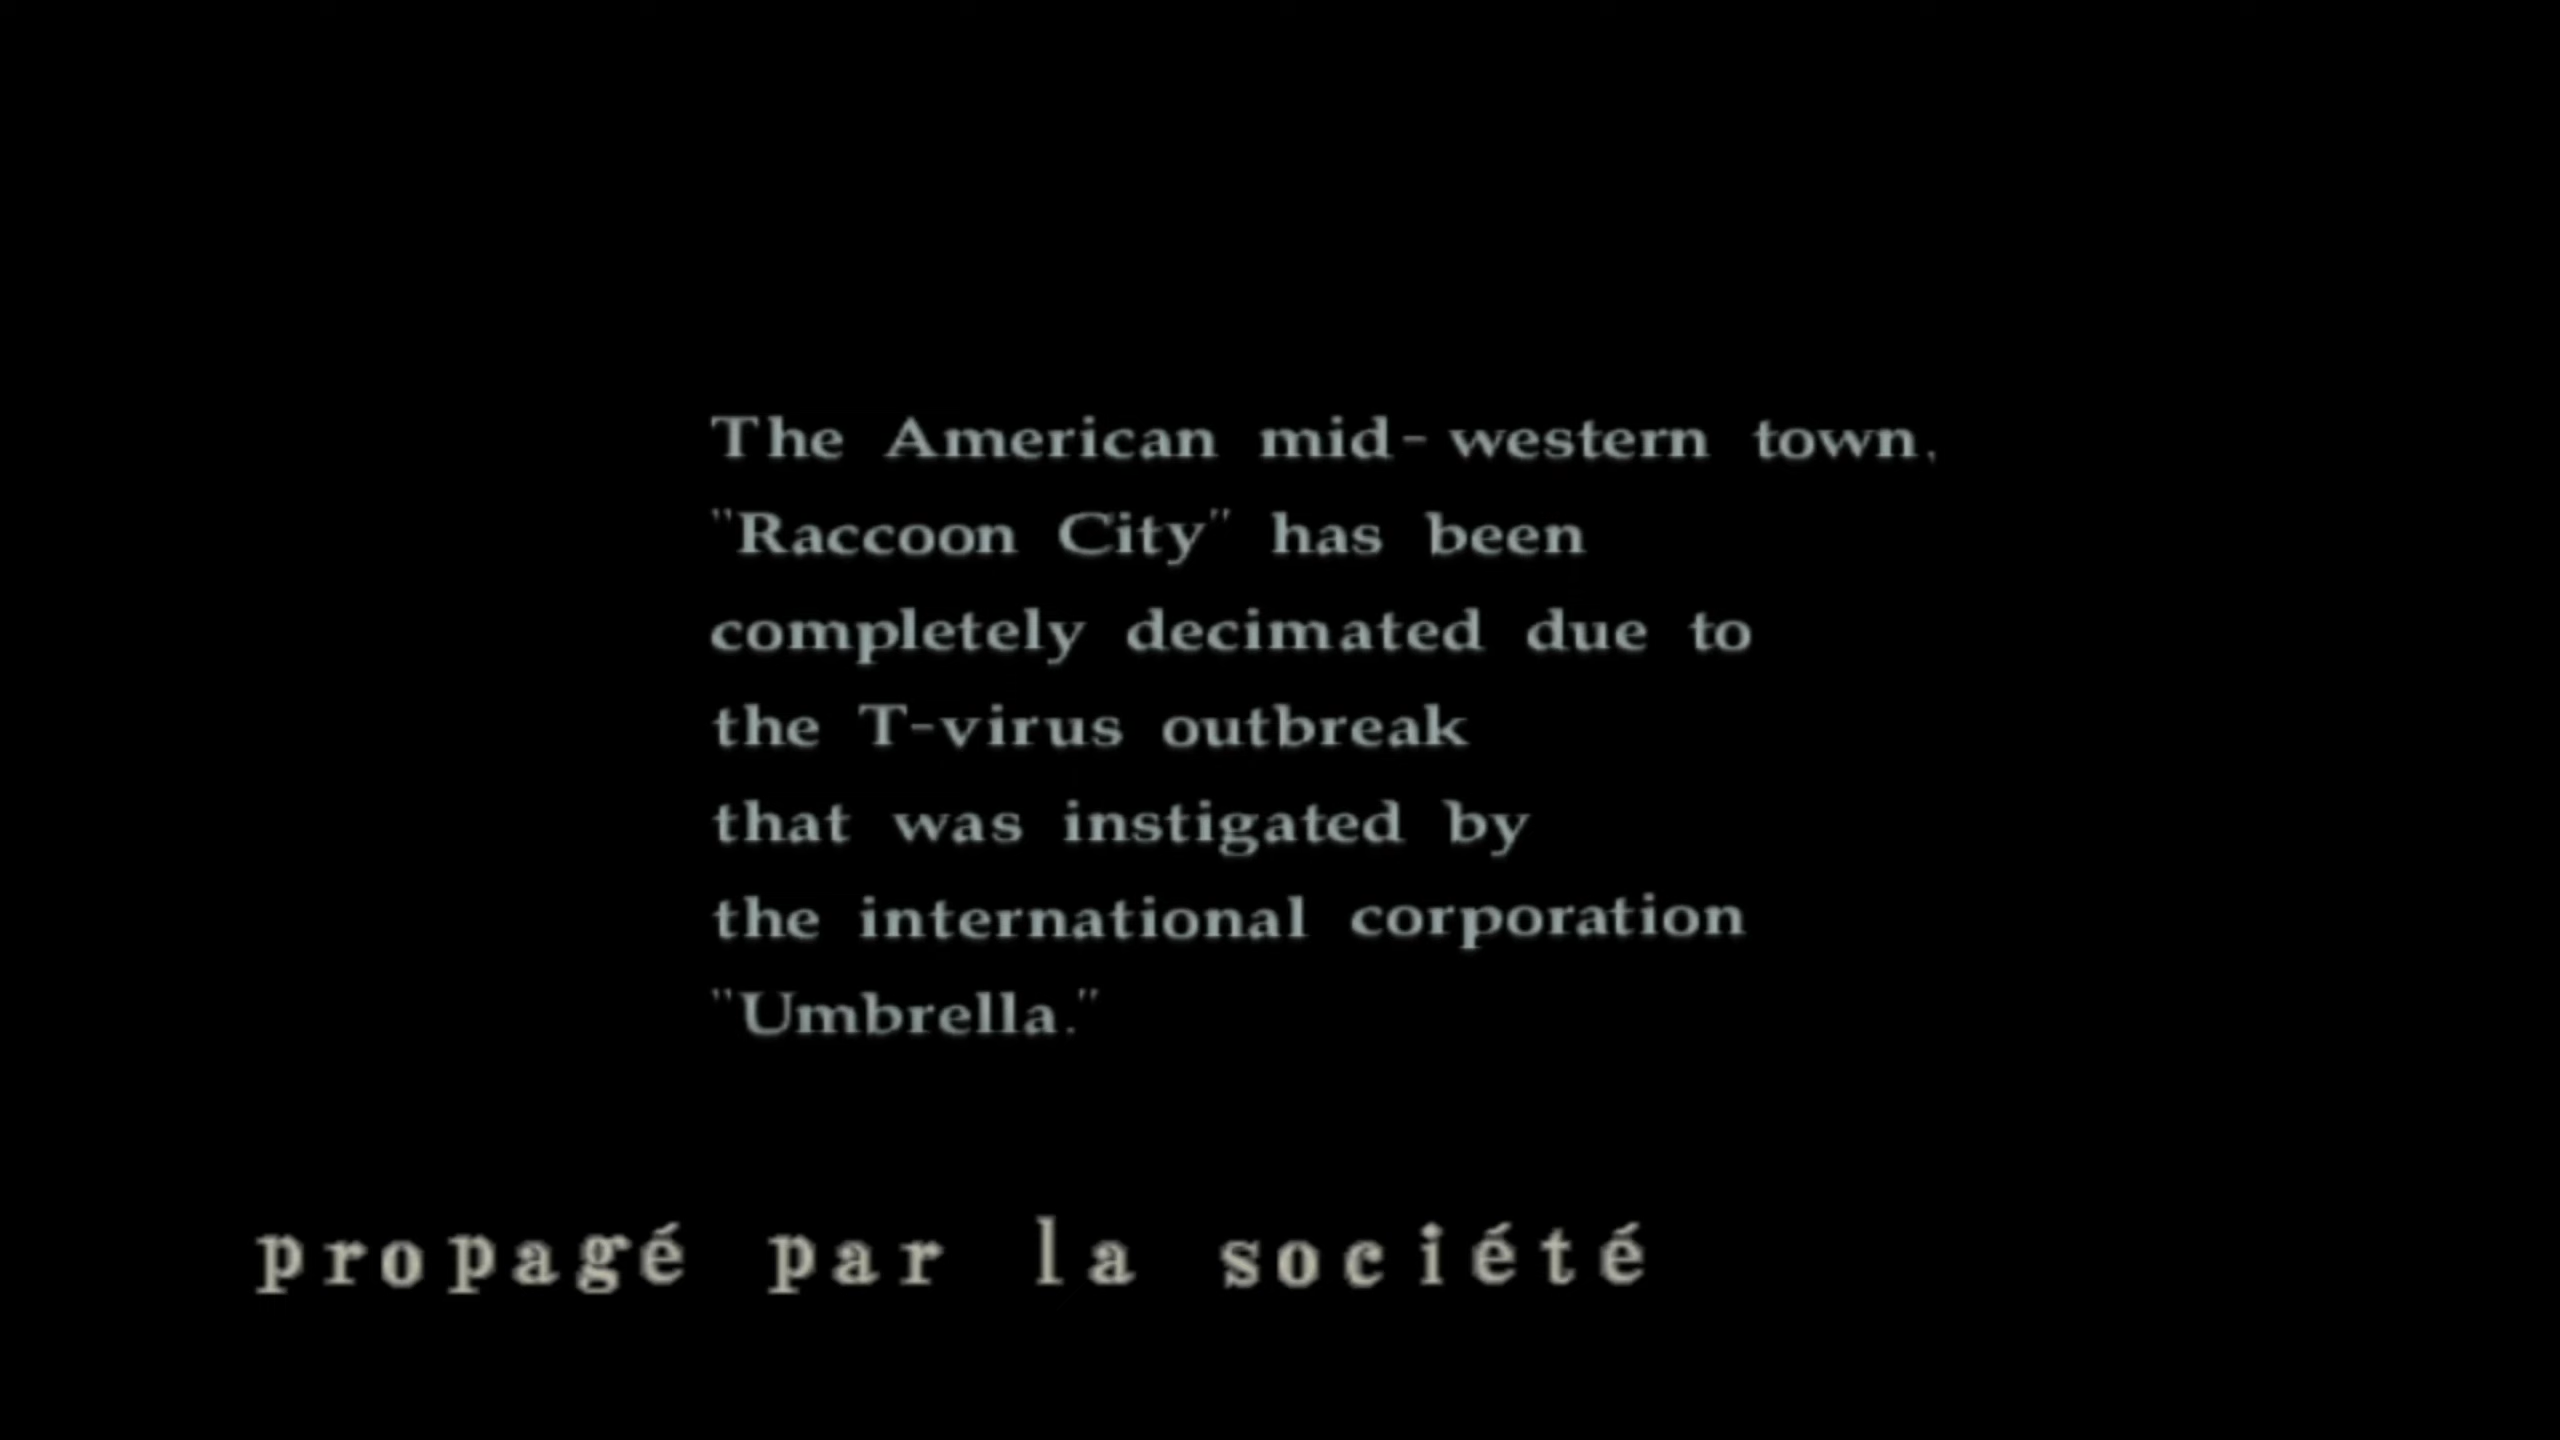 The American mid-western town,
"Raccoon City" has been
completely decimated due to
the T-virus outbreak
that was instigated by
the international corporation
"Umbrella."
propagé par la société